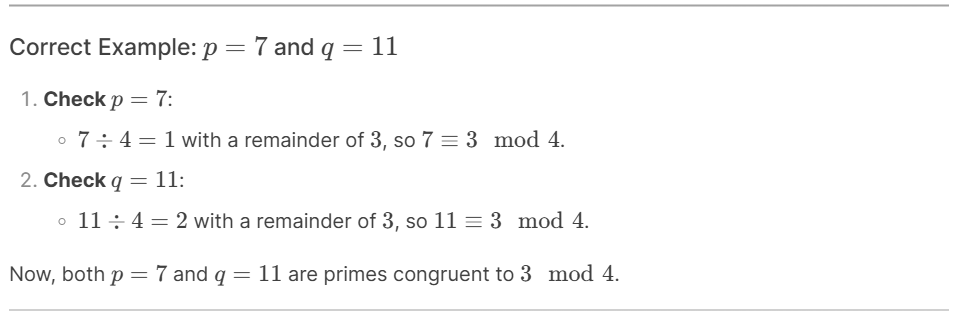 Correct Example: p = 7 and q = 11
1. Check p = 7:
◦ 7 ÷ 4 = 1 with a remainder of 3, so 7 ≡ 3 mod 4.
2. Check q = 11:
◦ 11 ÷ 4 = 2 with a remainder of 3, so 11 ≡ 3 mod 4.
Now, both p = 7 and q = 11 are primes congruent to 3 mod 4.